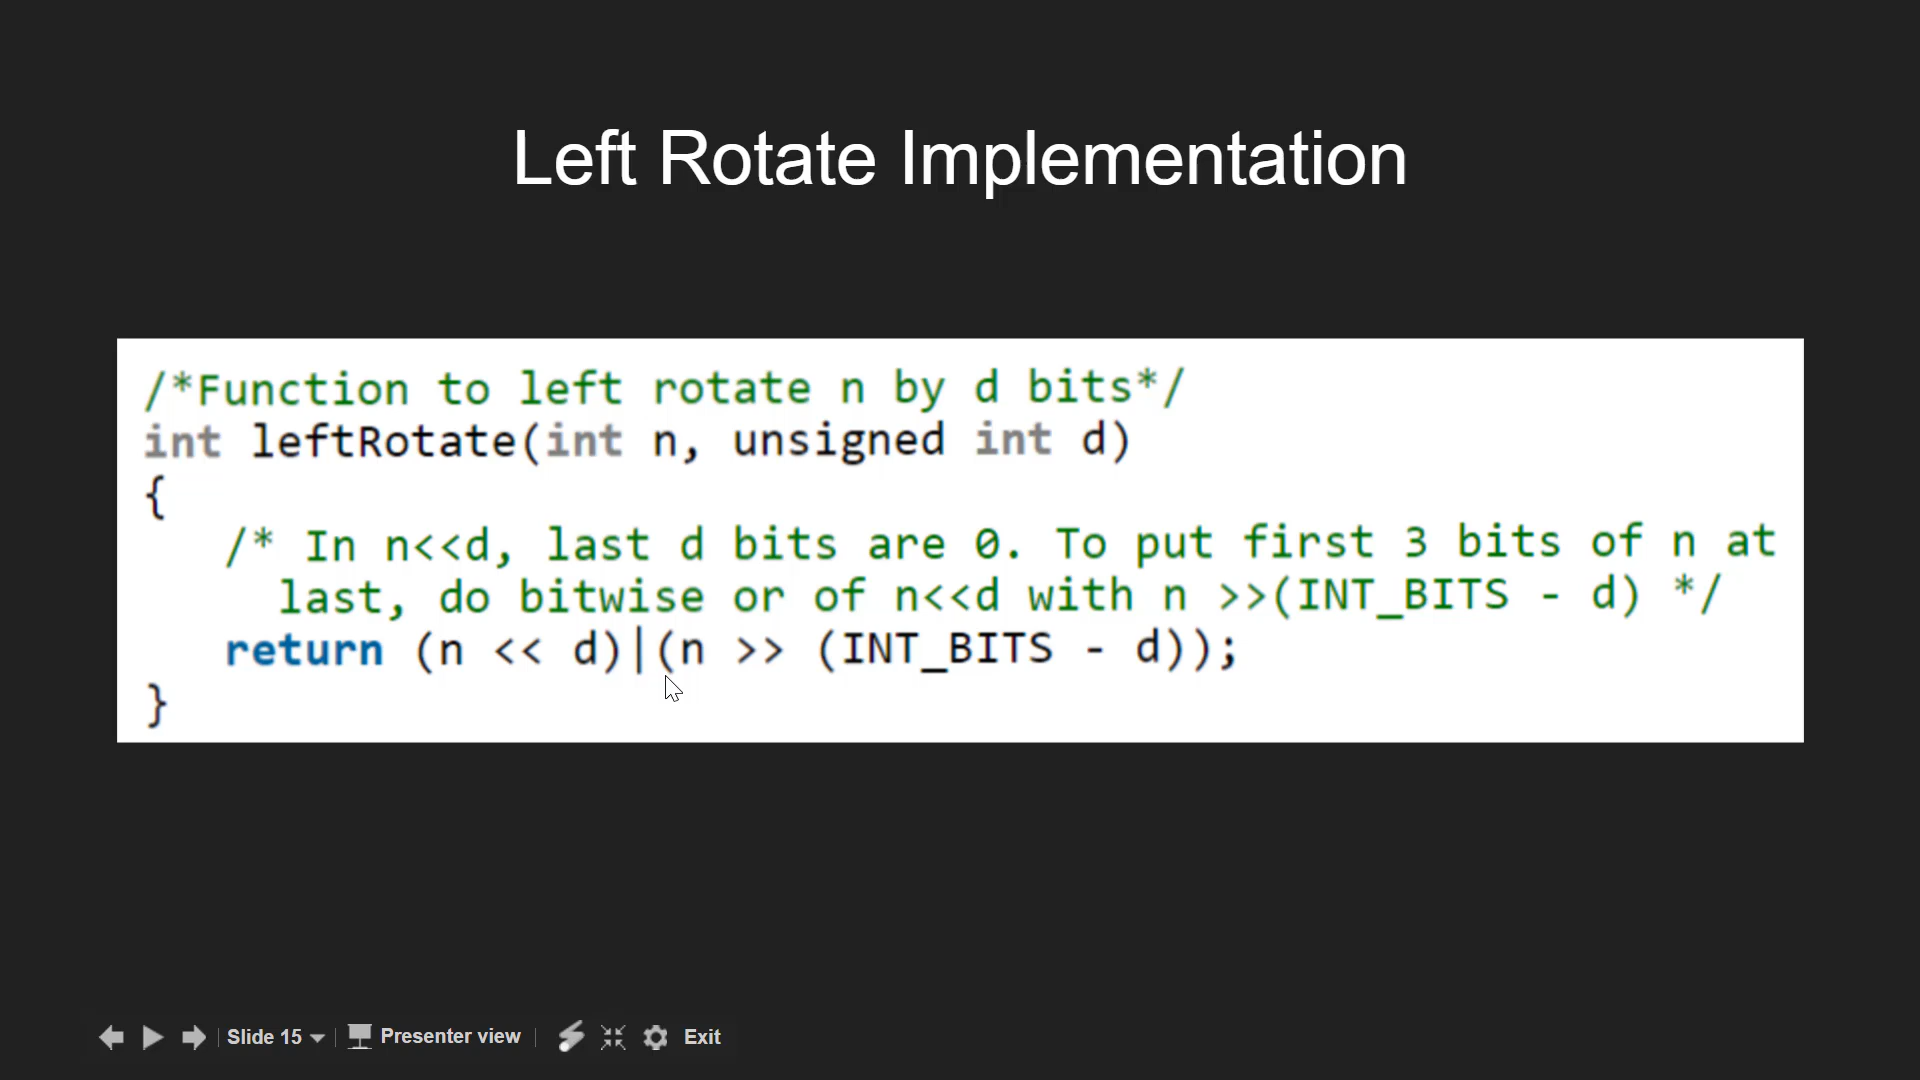 Left Rotate Implementation
/*Function to left rotate n by d bits*/
int leftRotate(int n, unsigned int d)
{
/* In n<<d, last d bits are 0. To put first 3 bits of n at
last, do bitwise or of n<<d with n >>(INT_BITS - d) */
return (n << d)|(n >> (INT_BITS - d));
}
Slide 15 Presenter view Exit